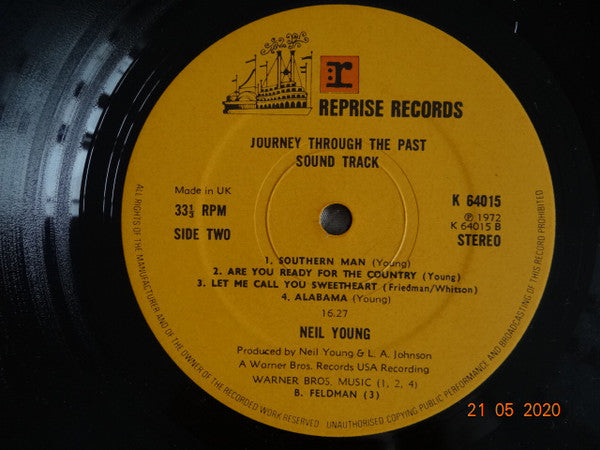 r
REPRISE RECORDS
JOURNEY THROUGH THE PAST
SOUND TRACK
Made in UK
33⅓ RPM
SIDE TWO
K 64015
℗ 1972
K 64015 B
STEREO
1. SOUTHERN MAN (Young)
2. ARE YOU READY FOR THE COUNTRY (Young)
3. LET ME CALL YOU SWEETHEART (Friedman/Whitson)
4. ALABAMA (Young)
16.27
NEIL YOUNG
Produced by Neil Young & L. A. Johnson
A Warner Bros. Records USA Recording
WARNER BROS. MUSIC (1, 2, 4)
B. FELDMAN (3)
ALL RIGHTS OF THE MANUFACTURER AND OF THE OWNER OF THE RECORDED WORK RESERVED UNAUTHORISED COPYING PUBLIC PERFORMANCE AND BROADCASTING OF THIS RECORD PROHIBITED
21 05 2020